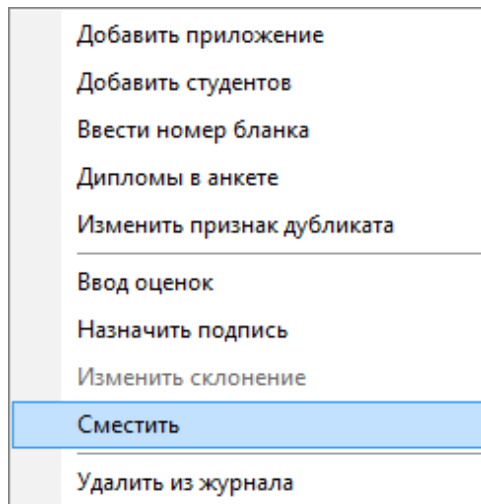 Добавить приложение
Добавить студентов
Ввести номер бланка
Дипломы в анкете
Изменить признак дубликата
Ввод оценок
Назначить подпись
Изменить склонение
Сместить
Удалить из журнала